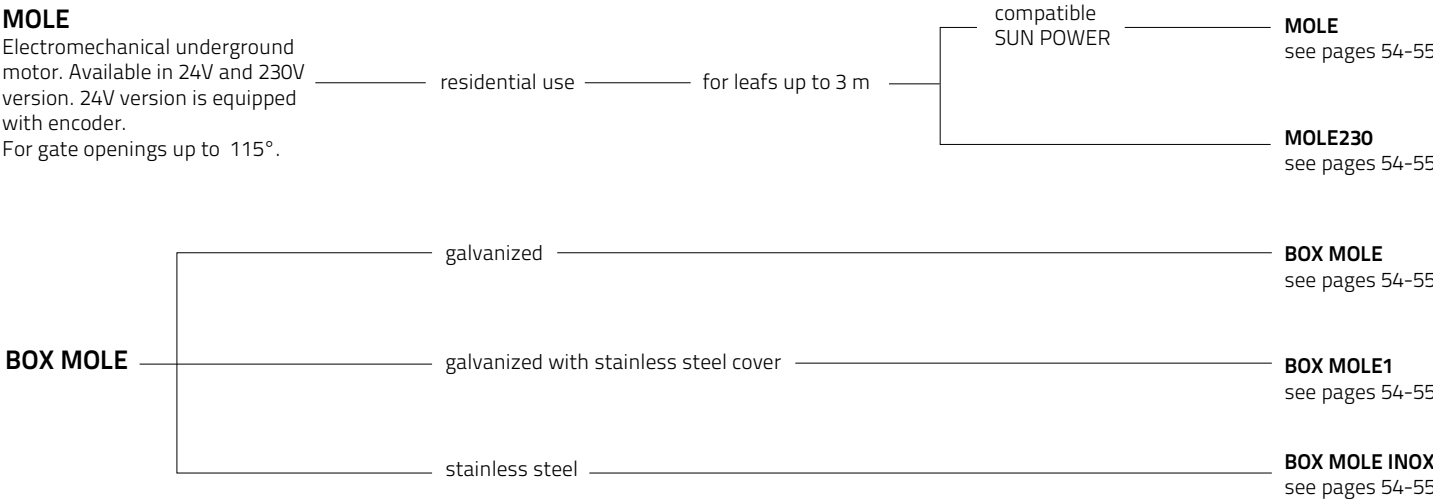 MOLE
Electromechanical underground
motor. Available in 24V and 230V
version. 24V version is equipped
with encoder.
For gate openings up to 115°.
residential use
for leafs up to 3 m
compatible
SUN POWER
MOLE
see pages 54-55
MOLE230
see pages 54-55
BOX MOLE
galvanized
BOX MOLE
see pages 54-55
galvanized with stainless steel cover
BOX MOLE1
see pages 54-55
stainless steel
BOX MOLE INOX
see pages 54-55